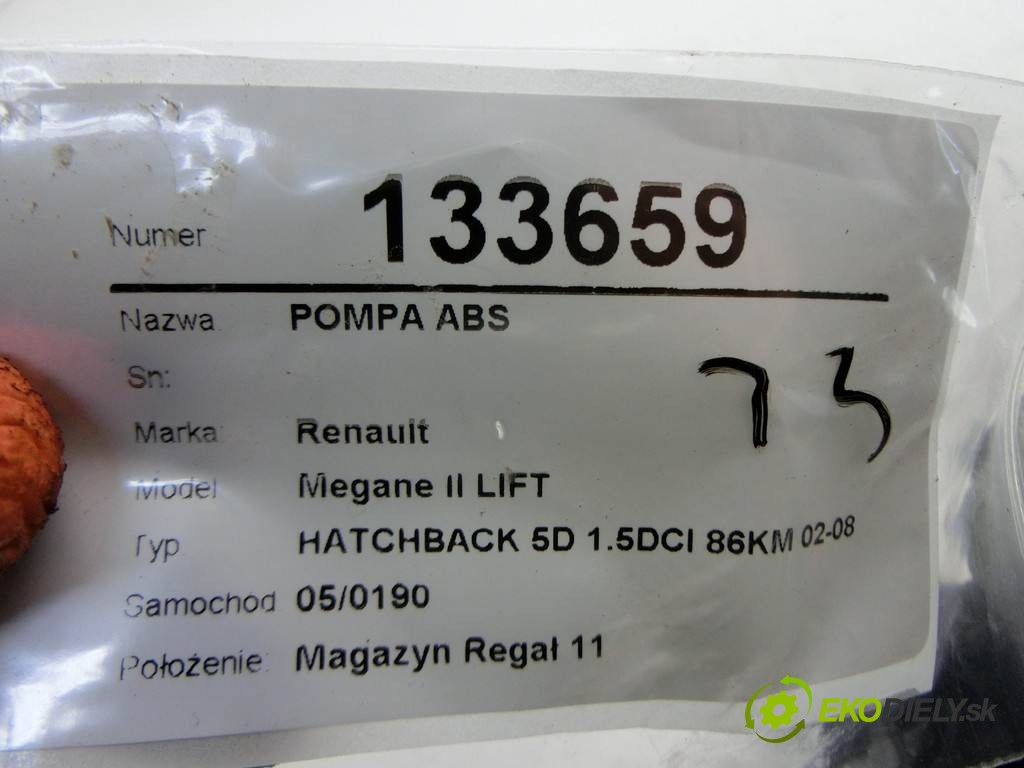 Numer 133659
Nazwa POMPA ABS
Sn:
Marka Renault
73
Model Megane II LIFT
Typ HATCHBACK 5D 1.5DCI 86KM 02-08
Samochod 05/0190
Położenie: Magazyn Regał 11
EKODIELY.sk